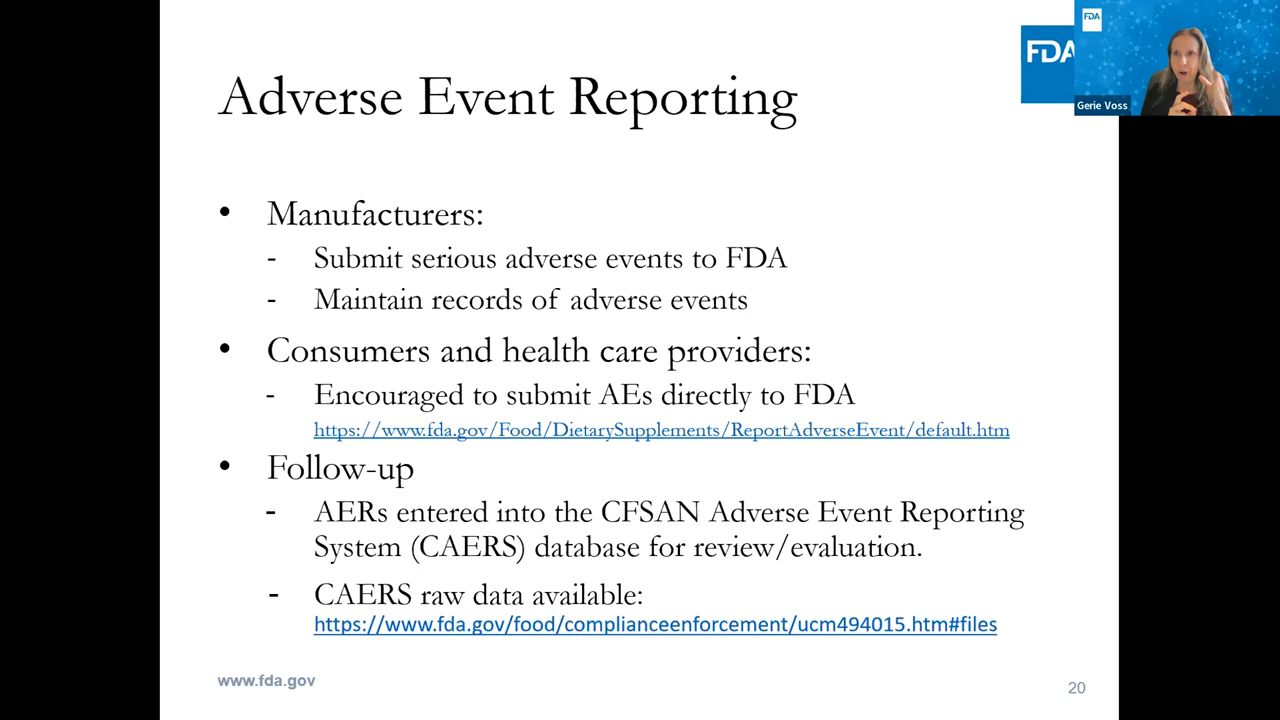 FDA
FDA
Gerie Voss
Adverse Event Reporting
• Manufacturers:
- Submit serious adverse events to FDA
- Maintain records of adverse events
• Consumers and health care providers:
- Encouraged to submit AEs directly to FDA
https://www.fda.gov/Food/DietarySupplements/ReportAdverseEvent/default.htm
• Follow-up
- AERs entered into the CFSAN Adverse Event Reporting
System (CAERS) database for review/evaluation.
- CAERS raw data available:
https://www.fda.gov/food/complianceenforcement/ucm494015.htm#files
www.fda.gov
20